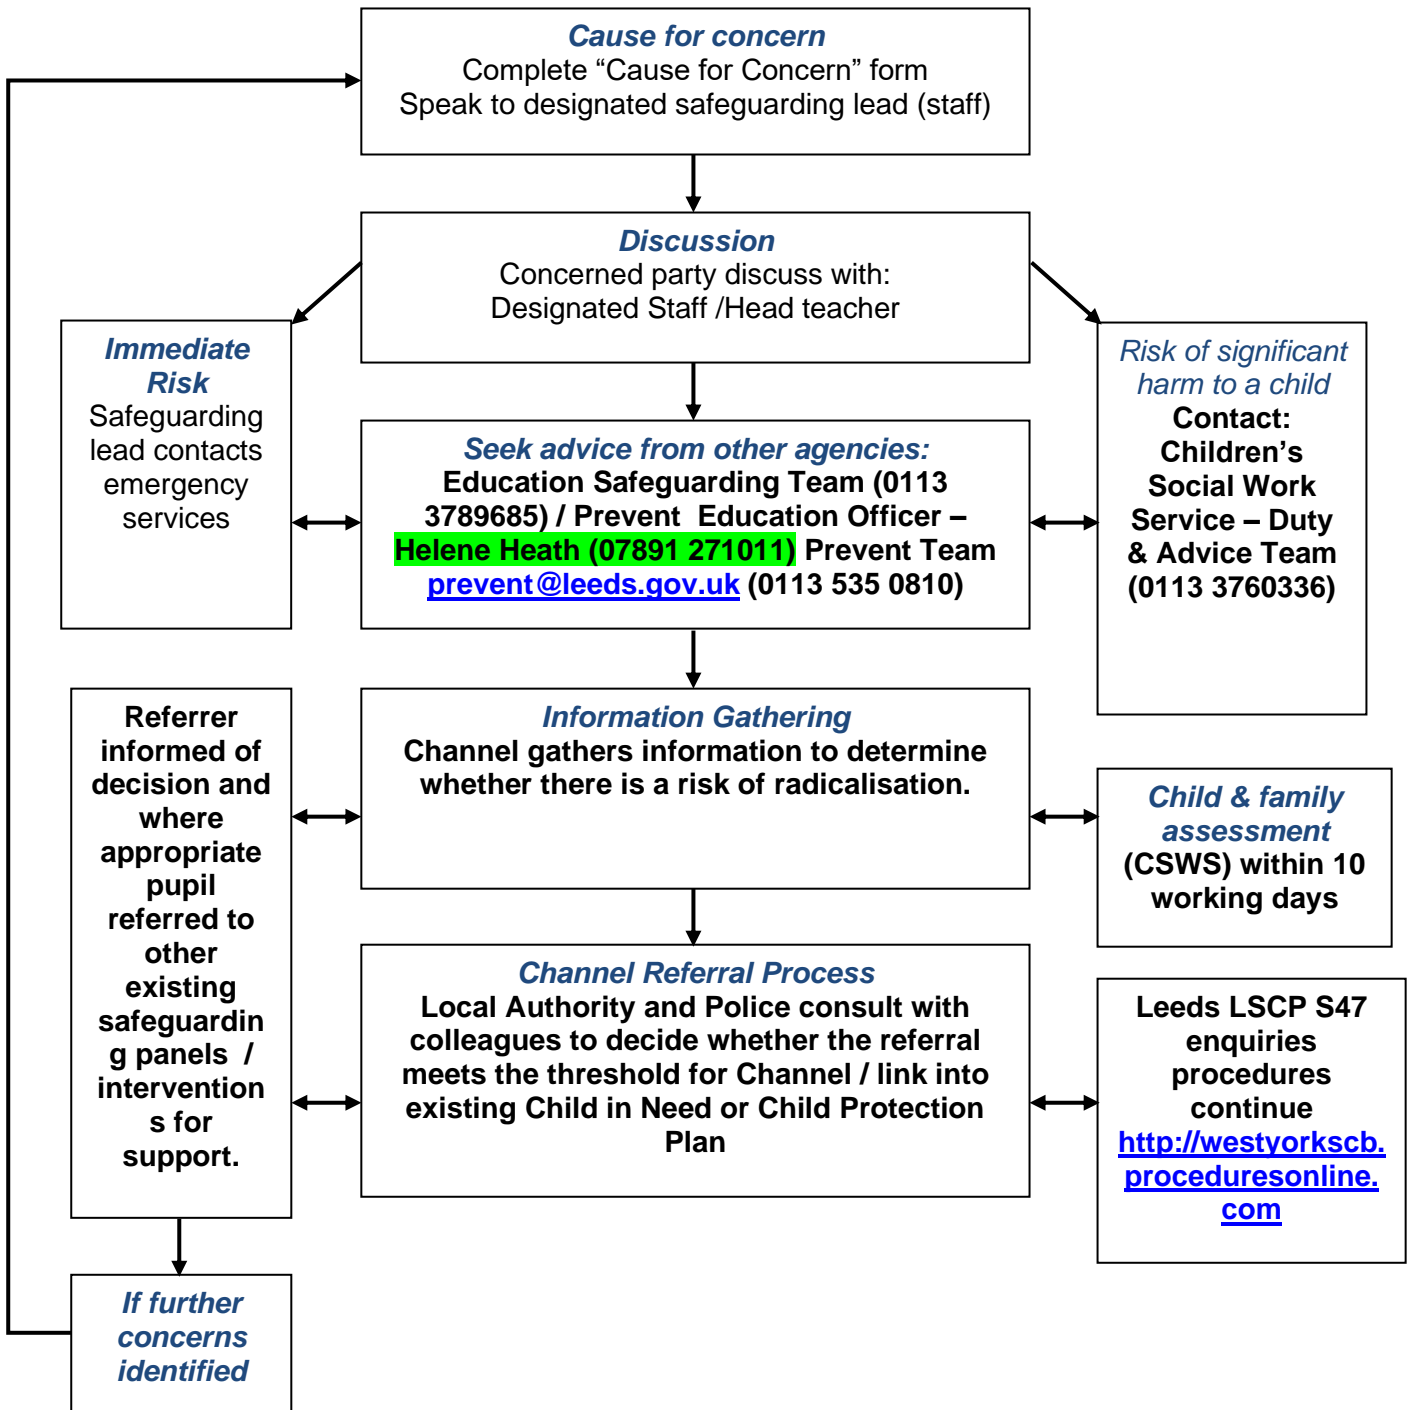 Cause for concern
Complete “Cause for Concern” form
Speak to designated safeguarding lead (staff)
Discussion
Concerned party discuss with:
Designated Staff /Head teacher
Immediate
Risk
Safeguarding
lead contacts
emergency
services
Seek advice from other agencies:
Education Safeguarding Team (0113
3789685) / Prevent  Education Officer –
Helene Heath (07891 271011) Prevent Team
prevent@leeds.gov.uk (0113 535 0810)
Risk of significant
harm to a child
Contact:
Children’s
Social Work
Service – Duty
& Advice Team
(0113 3760336)
Referrer
informed of
decision and
where
appropriate
pupil
referred to
other
existing
safeguardin
g panels  /
intervention
s for
support.
Information Gathering
Channel gathers information to determine
whether there is a risk of radicalisation.
Child & family
assessment
(CSWS) within 10
working days
Channel Referral Process
Local Authority and Police consult with
colleagues to decide whether the referral
meets the threshold for Channel / link into
existing Child in Need or Child Protection
Plan
Leeds LSCP S47
enquiries
procedures
continue
http://westyorkscb.
proceduresonline.
com
If further
concerns
identified